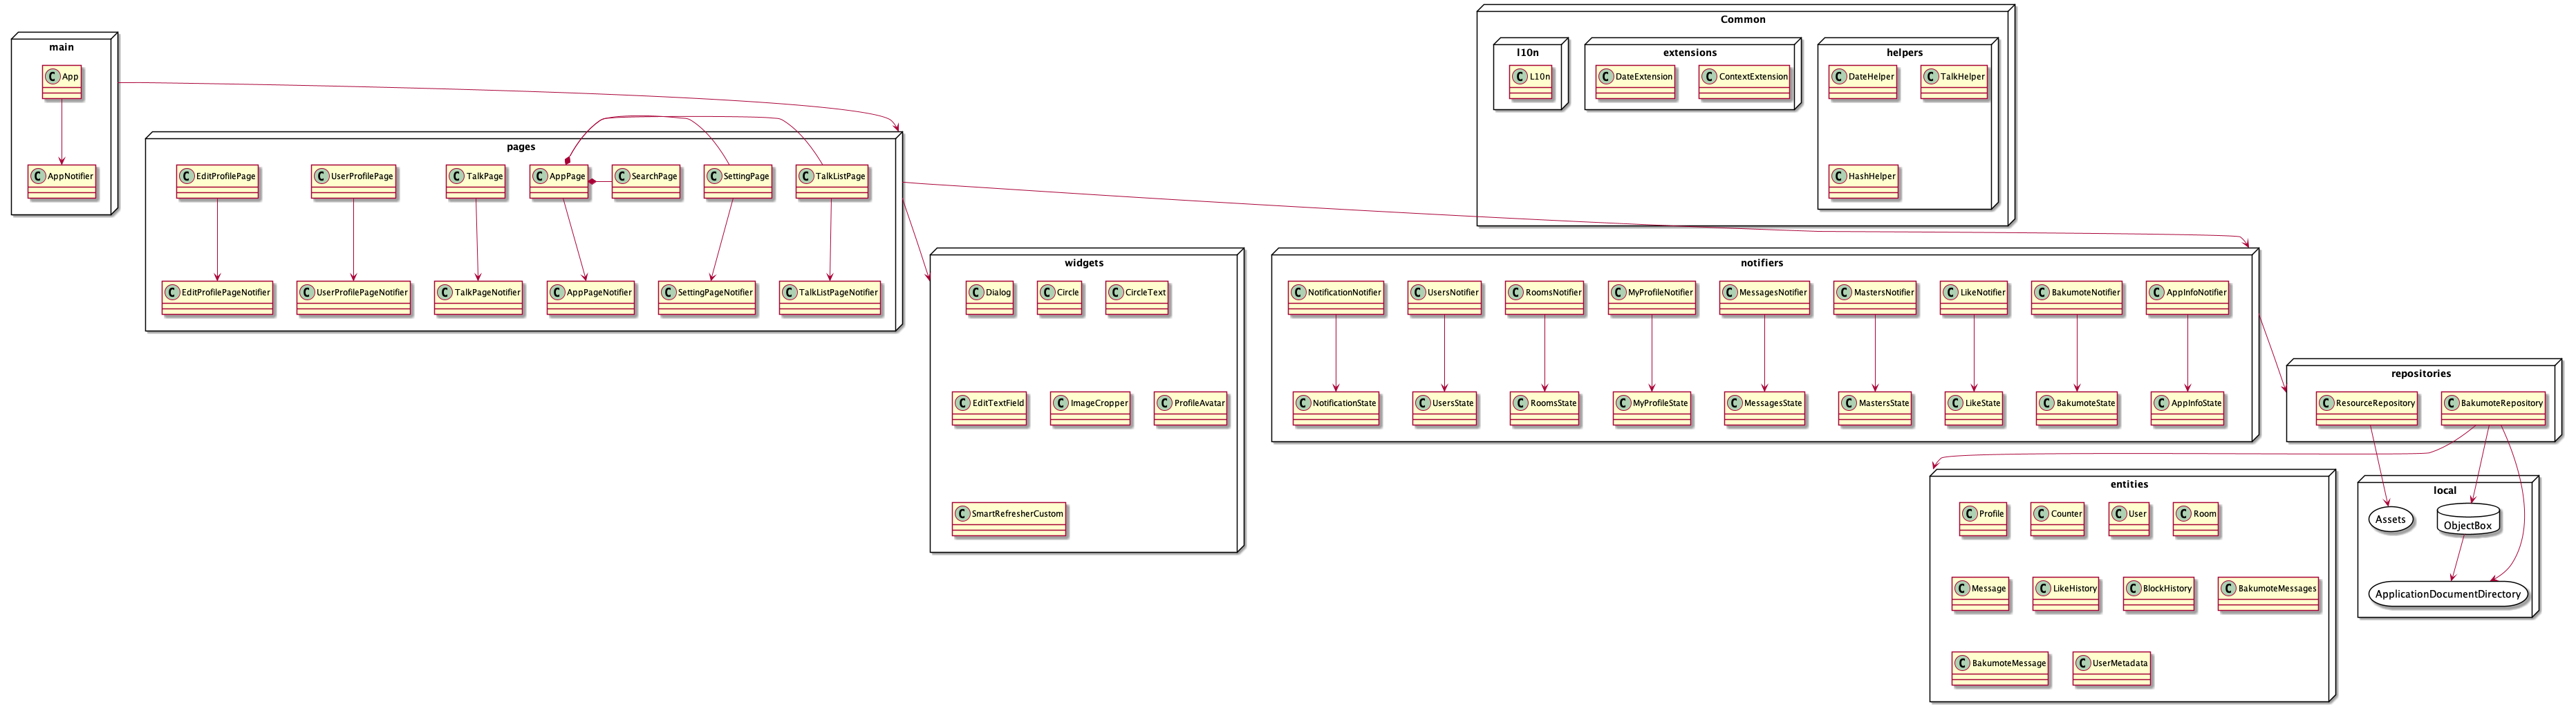 main
C App
C AppNotifier
pages
C EditProfilePage
C UserProfilePage
C TalkPage
C AppPage
C SearchPage
C SettingPage
C TalkListPage
C EditProfilePageNotifier
C UserProfilePageNotifier
C TalkPageNotifier
C AppPageNotifier
C SettingPageNotifier
C TalkListPageNotifier
widgets
C Dialog
C Circle
C CircleText
C EditTextField
C ImageCropper
C ProfileAvatar
C SmartRefresherCustom
Common
l10n
C L10n
extensions
C DateExtension
C ContextExtension
helpers
C DateHelper
C TalkHelper
C HashHelper
notifiers
C NotificationNotifier
C UsersNotifier
C RoomsNotifier
C MyProfileNotifier
C MessagesNotifier
C MastersNotifier
C LikeNotifier
C BakumoteNotifier
C AppInfoNotifier
C NotificationState
C UsersState
C RoomsState
C MyProfileState
C MessagesState
C MastersState
C LikeState
C BakumoteState
C AppInfoState
repositories
C ResourceRepository
C BakumoteRepository
entities
C Profile
C Counter
C User
C Room
C Message
C LikeHistory
C BlockHistory
C BakumoteMessages
C BakumoteMessage
C UserMetadata
local
Assets
ObjectBox
ApplicationDocumentDirectory